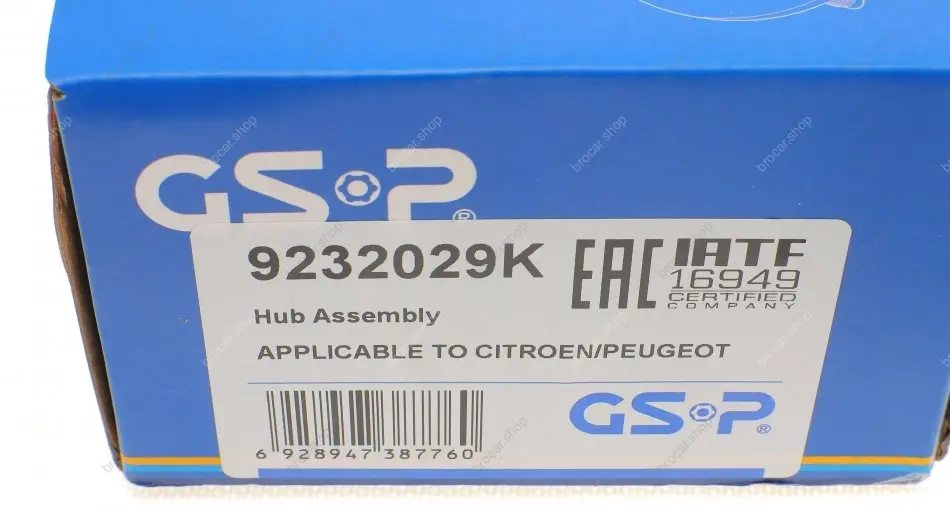 GSP®
9232029K
EAC
IATF
16949
CERTIFIED
COMPANY
Hub Assembly
APPLICABLE TO CITROEN/PEUGEOT
6 928947 387760
GSP®
brocar.shop